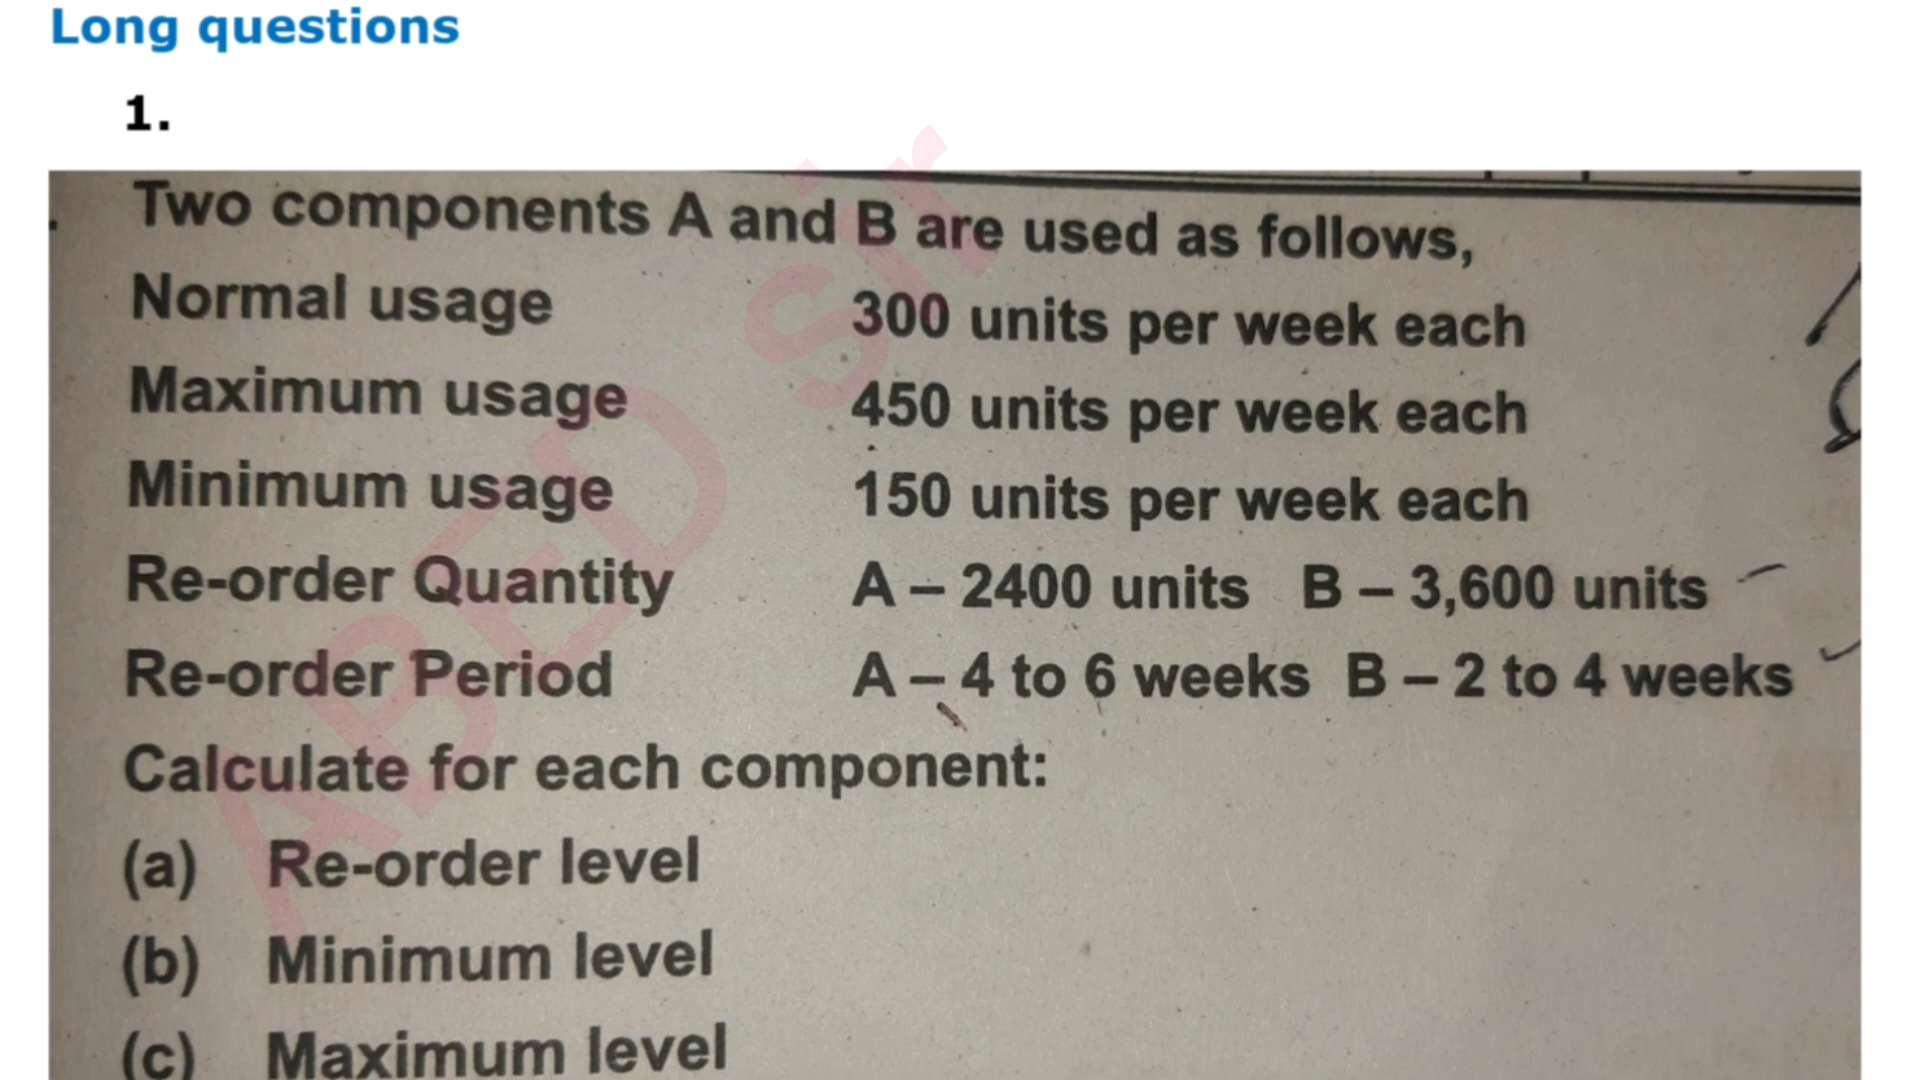 Long questions
1.
Two components A and B are used as follows,
Normal usage 300 units per week each
Maximum usage 450 units per week each
Minimum usage 150 units per week each
Re-order Quantity A – 2400 units B – 3,600 units
Re-order Period A – 4 to 6 weeks B – 2 to 4 weeks
Calculate for each component:
(a) Re-order level
(b) Minimum level
(c) Maximum level
ABED sir